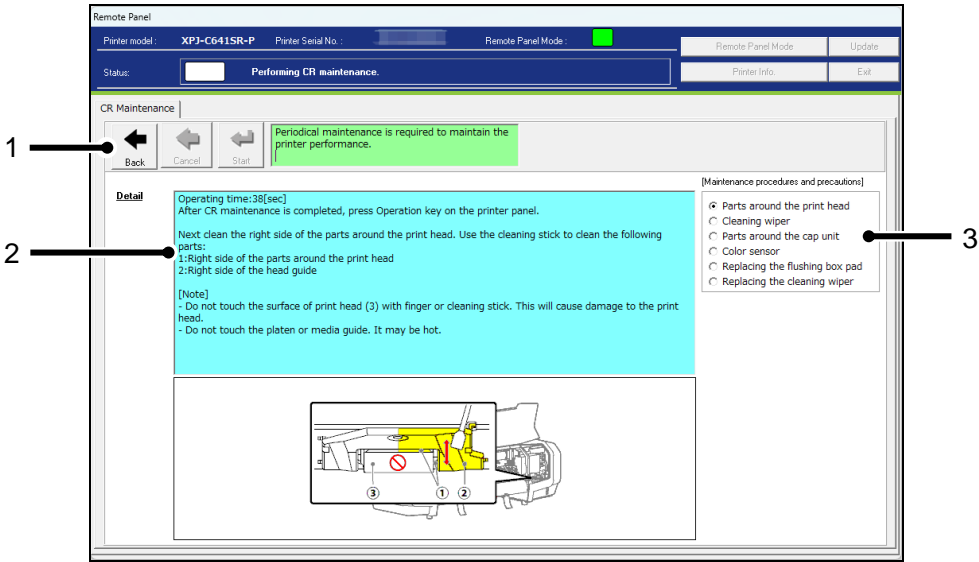 Remote Panel
Printer model : XPJ-C641SR-P Printer Serial No. : Remote Panel Mode :
Remote Panel Mode Update
Status: Performing CR maintenance.
Printer Info. Exit
CR Maintenance
1
Back Cancel Start
Periodical maintenance is required to maintain the
printer performance.
Detail
2
Operating time:38[sec]
After CR maintenance is completed, press Operation key on the printer panel.
Next clean the right side of the parts around the print head. Use the cleaning stick to clean the following
parts:
1:Right side of the parts around the print head
2:Right side of the head guide
[Note]
- Do not touch the surface of print head (3) with finger or cleaning stick. This will cause damage to the print
head.
- Do not touch the platen or media guide. It may be hot.
[Maintenance procedures and precautions]
Parts around the print head
Cleaning wiper
Parts around the cap unit
Color sensor
Replacing the flushing box pad
Replacing the cleaning wiper
3
③ ① ②